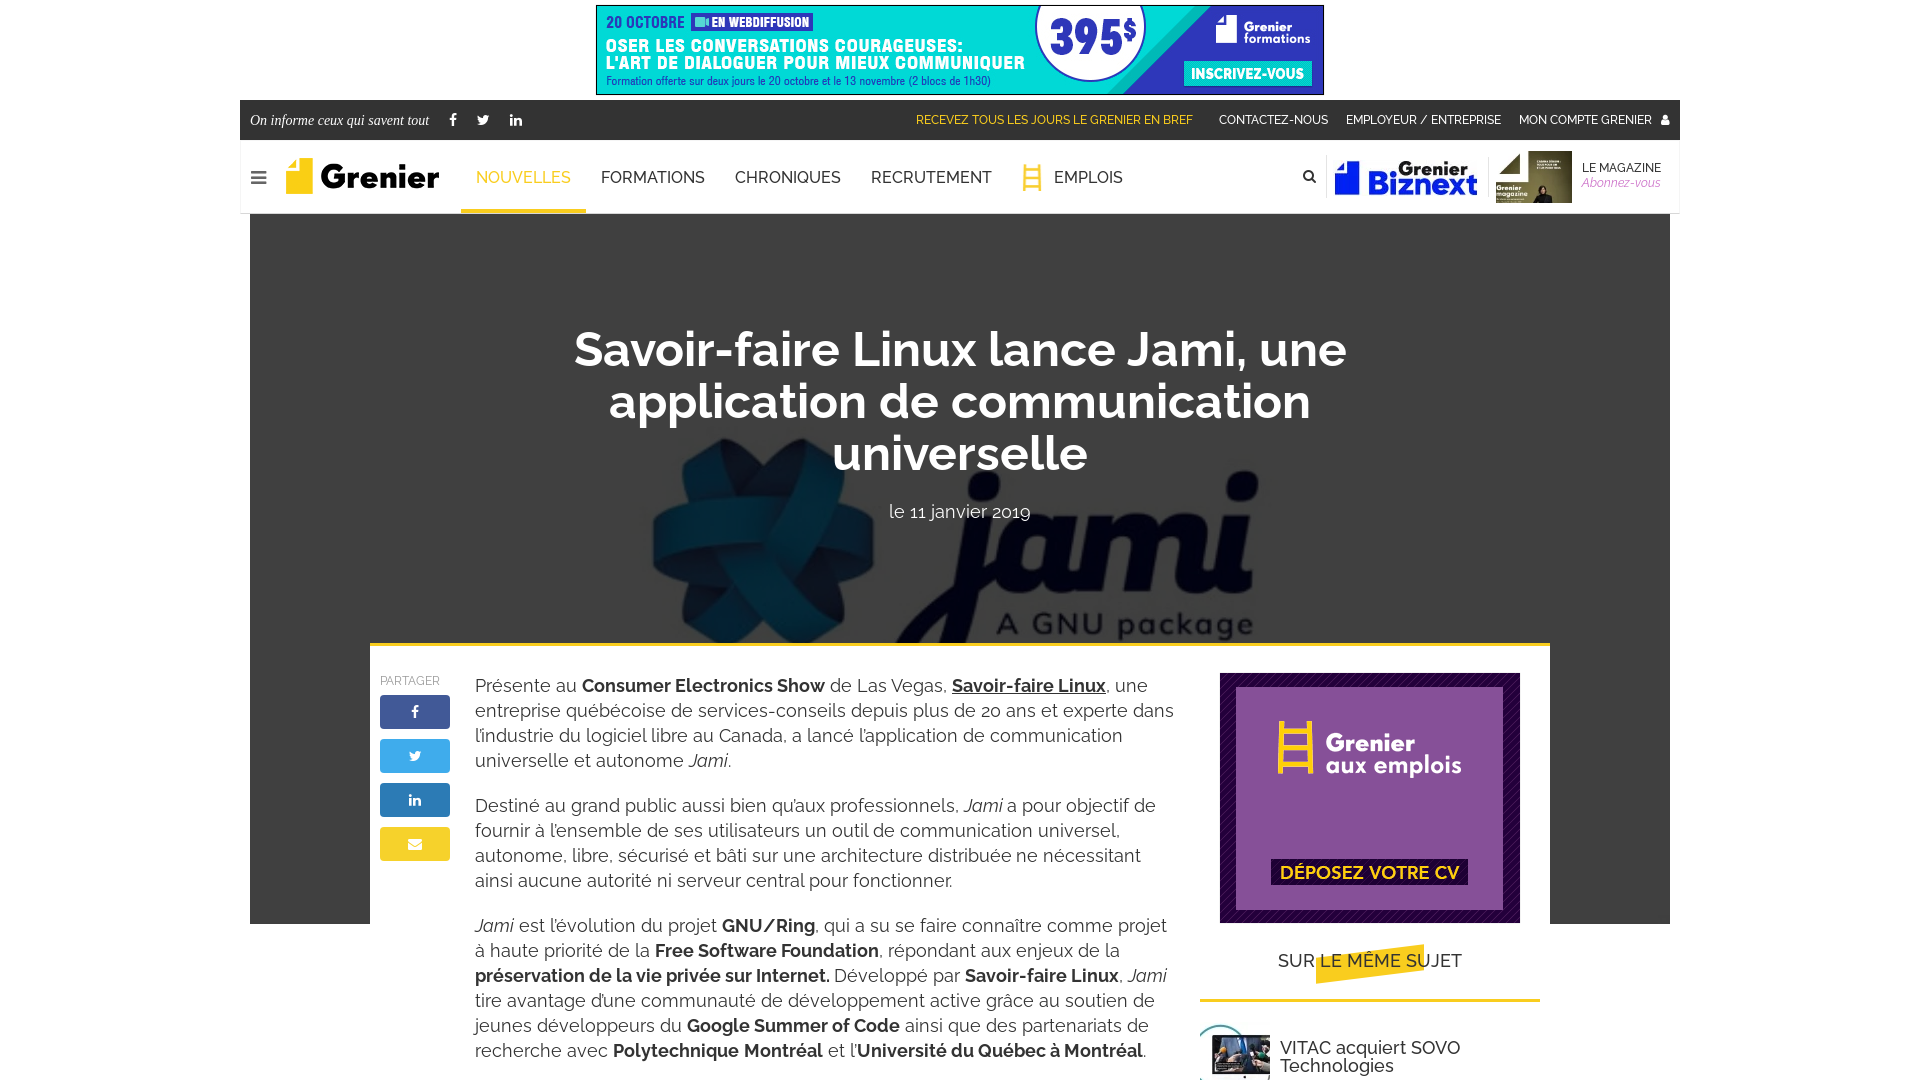 20 OCTOBRE EN WEBDIFFUSION
OSER LES CONVERSATIONS COURAGEUSES:
L'ART DE DIALOGUER POUR MIEUX COMMUNIQUER
Formation offerte sur deux jours le 20 octobre et le 13 novembre (2 blocs de 1h30)
395$
Grenier
formations
INSCRIVEZ-VOUS
On informe ceux qui savent tout
RECEVEZ TOUS LES JOURS LE GRENIER EN BREF CONTACTEZ-NOUS EMPLOYEUR / ENTREPRISE MON COMPTE GRENIER
Grenier NOUVELLES FORMATIONS CHRONIQUES RECRUTEMENT EMPLOIS
Grenier
Biznext
Grenier
magazine
LE MAGAZINE
Abonnez-vous
Savoir-faire Linux lance Jami, une
application de communication
universelle
le 11 janvier 2019
jami
A GNU package
PARTAGER
Présente au Consumer Electronics Show de Las Vegas, Savoir-faire Linux, une
entreprise québécoise de services-conseils depuis plus de 20 ans et experte dans
l’industrie du logiciel libre au Canada, a lancé l’application de communication
universelle et autonome Jami.
Destiné au grand public aussi bien qu’aux professionnels, Jami a pour objectif de
fournir à l’ensemble de ses utilisateurs un outil de communication universel,
autonome, libre, sécurisé et bâti sur une architecture distribuée ne nécessitant
ainsi aucune autorité ni serveur central pour fonctionner.
Jami est l’évolution du projet GNU/Ring, qui a su se faire connaître comme projet
à haute priorité de la Free Software Foundation, répondant aux enjeux de la
préservation de la vie privée sur Internet. Développé par Savoir-faire Linux, Jami
tire avantage d’une communauté de développement active grâce au soutien de
jeunes développeurs du Google Summer of Code ainsi que des partenariats de
recherche avec Polytechnique Montréal et l’Université du Québec à Montréal.
Grenier
aux emplois
DÉPOSEZ VOTRE CV
SUR LE MÊME SUJET
VITAC acquiert SOVO
Technologies